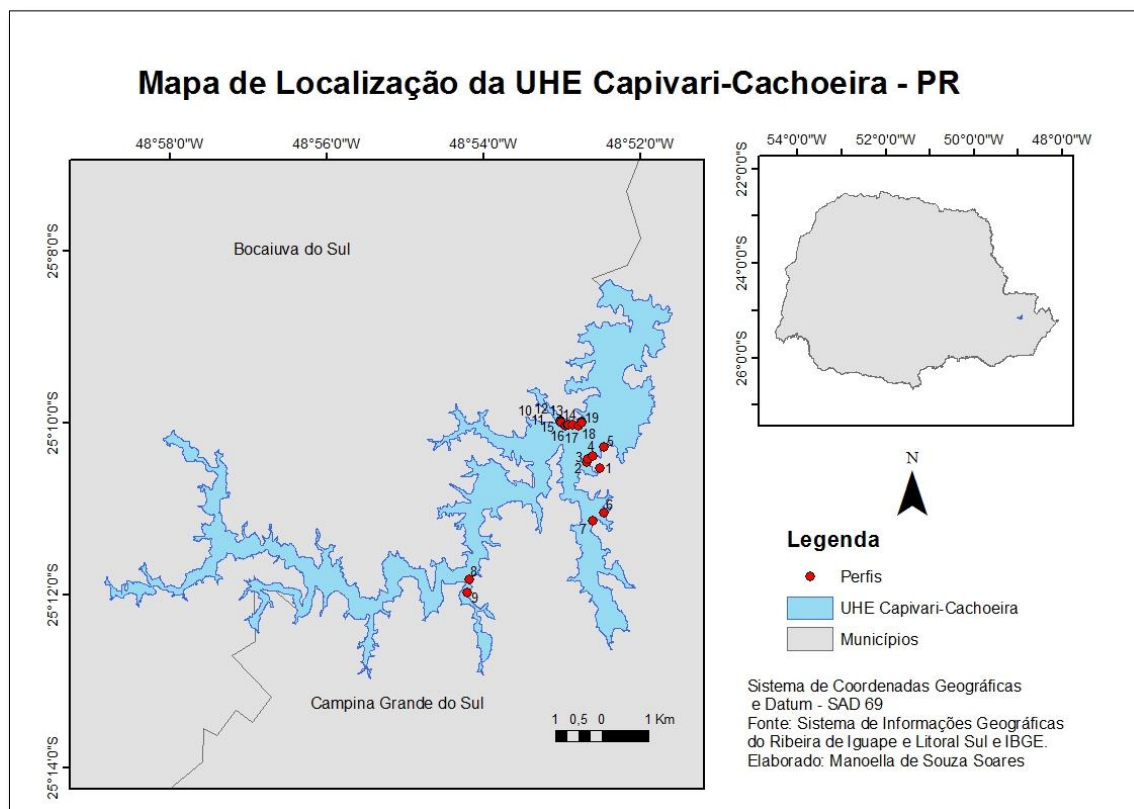 Mapa de Localização da UHE Capivari-Cachoeira - PR
48°58'0"W 48°56'0"W 48°54'0"W 48°52'0"W
54°0'0"W 52°0'0"W 50°0'0"W 48°0'0"W
22°0'0"S
24°0'0"S
26°0'0"S
25°8'0"S
25°10'0"S
25°12'0"S
25°14'0"S
Bocaiuva do Sul
10 12 13 14 19
11 15 16 17 18
5
4
3
2
1
6
7
8
9
Campina Grande do Sul
1 0,5 0 1 Km
N
Legenda
Perfis
UHE Capivari-Cachoeira
Municípios
Sistema de Coordenadas Geográficas
e Datum - SAD 69
Fonte: Sistema de Informações Geográficas
do Ribeira de Iguape e Litoral Sul e IBGE.
Elaborado: Manoella de Souza Soares